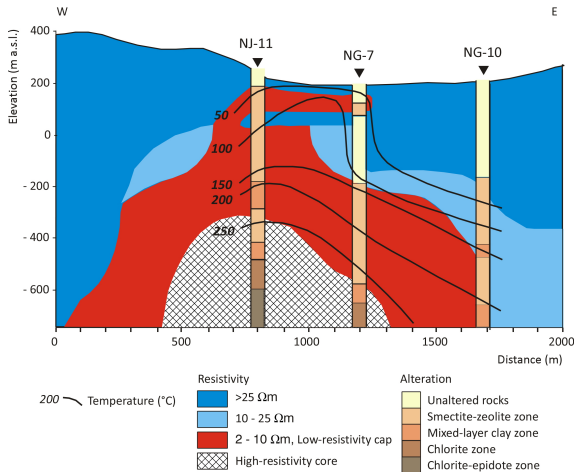 W
E
NJ-11
NG-7
NG-10
Elevation (m a.s.l.)
400
200
0
- 200
- 400
- 600
50
100
150
200
250
0
500
1000
1500
2000
Distance (m)
200 Temperature (°C)
Resistivity
>25 Ωm
10 - 25 Ωm
2 - 10 Ωm, Low-resistivity cap
High-resistivity core
Alteration
Unaltered rocks
Smectite-zeolite zone
Mixed-layer clay zone
Chlorite zone
Chlorite-epidote zone